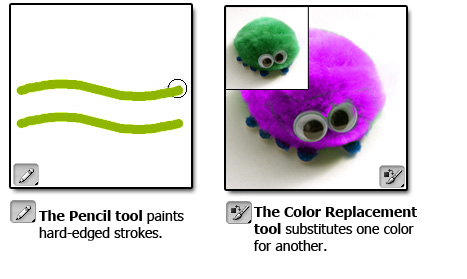 The Pencil tool paints
hard-edged strokes.
The Color Replacement
tool substitutes one color
for another.